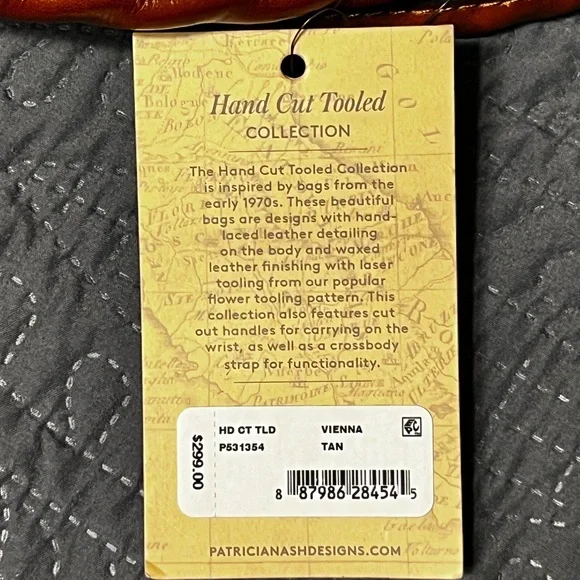 Hand Cut Tooled
COLLECTION
The Hand Cut Tooled Collection
is inspired by bags from the
early 1970s. These beautiful
bags are designs with hand-
laced leather detailing
on the body and waxed
leather finishing with laser
tooling from our popular
flower tooling pattern. This
collection also features cut
out handles for carrying on the
wrist, as well as a crossbody
strap for functionality.
$299.00
HD CT TLD VIENNA
P531354 TAN
8 87986 28454 5
PATRICIANASHDESIGNS.COM